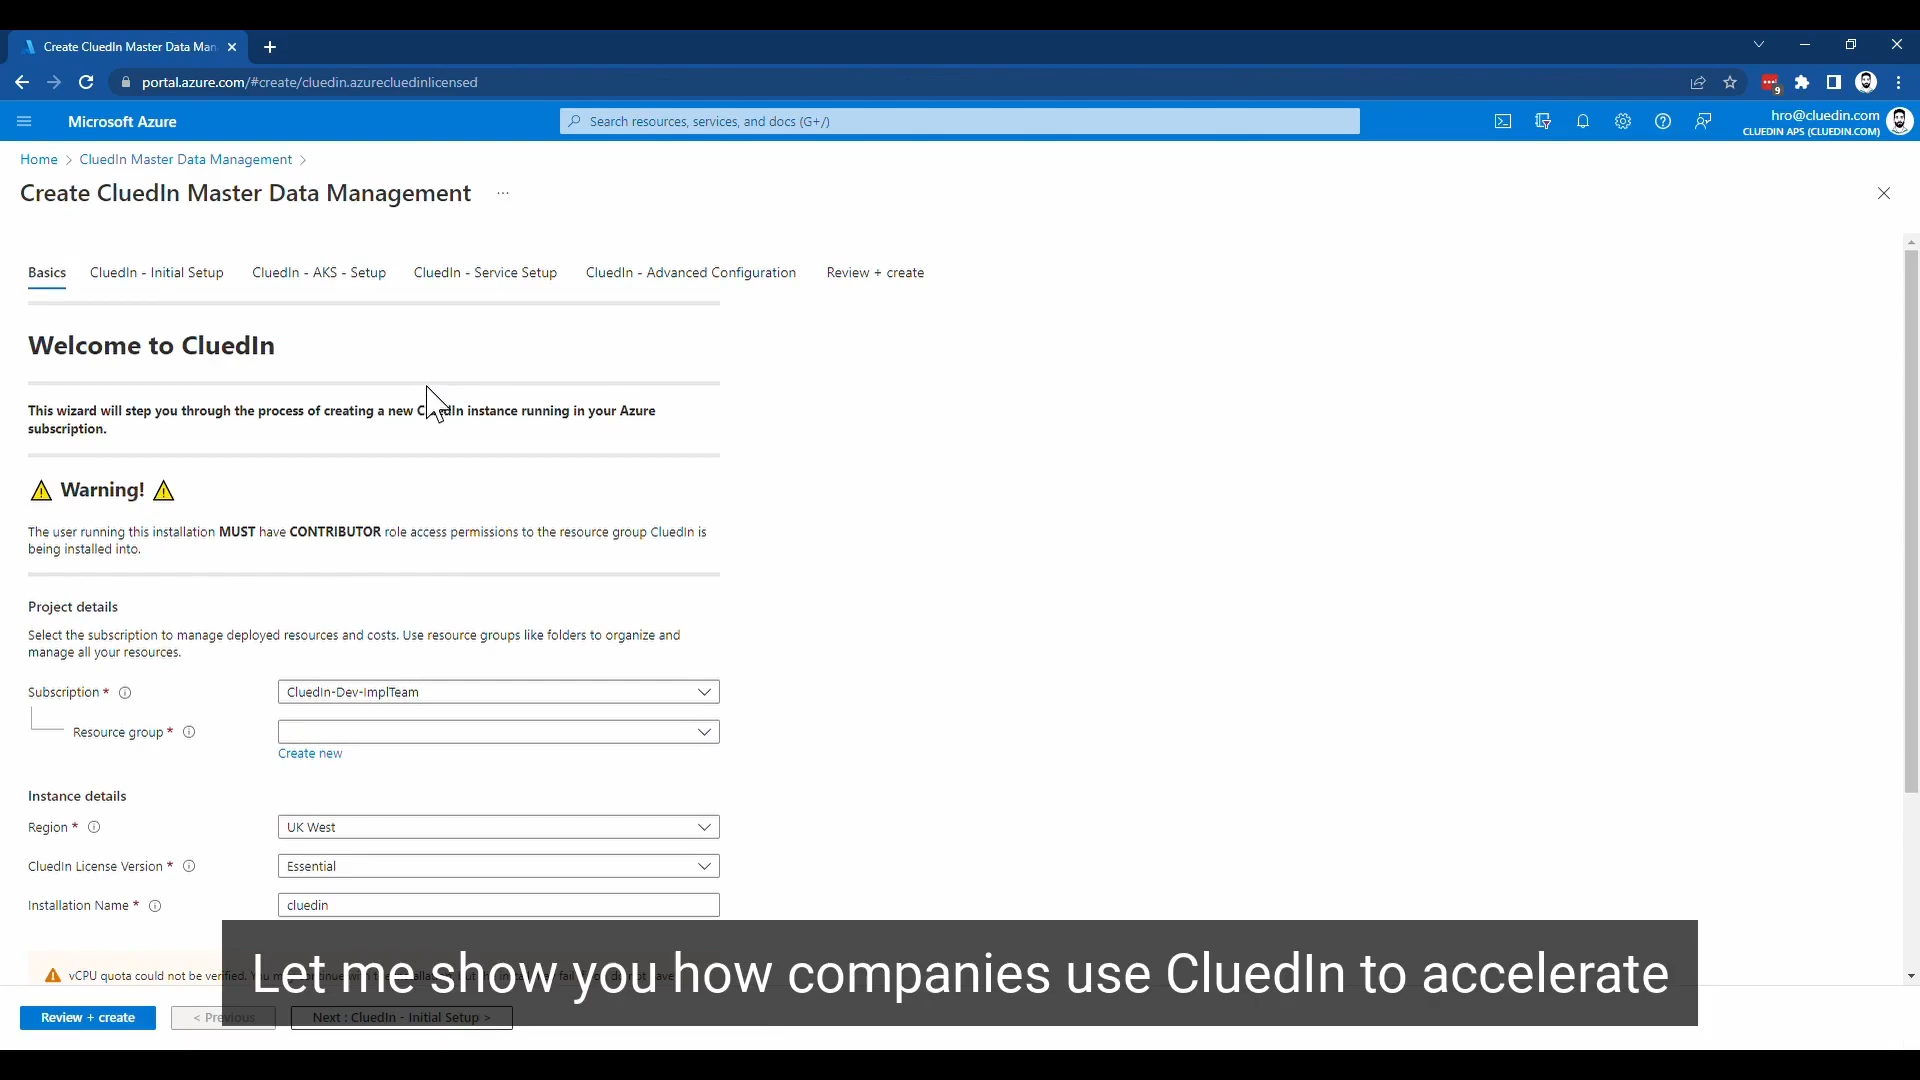 Create CluedIn Master Data Man
portal.azure.com/#create/cluedin.azurecluedinlicensed
9
Microsoft Azure
Search resources, services, and docs (G+/)
hro@cluedin.com
CLUEDIN APS (CLUEDIN.COM)
Home > CluedIn Master Data Management >
Create CluedIn Master Data Management ...
Basics CluedIn - Initial Setup CluedIn - AKS - Setup CluedIn - Service Setup CluedIn - Advanced Configuration Review + create
Welcome to CluedIn
This wizard will step you through the process of creating a new CluedIn instance running in your Azure
subscription.
Warning!
The user running this installation MUST have CONTRIBUTOR role access permissions to the resource group CluedIn is
being installed into.
Project details
Select the subscription to manage deployed resources and costs. Use resource groups like folders to organize and
manage all your resources.
Subscription * CluedIn-Dev-ImplTeam
Resource group *
Create new
Instance details
Region * UK West
CluedIn License Version * Essential
Installation Name * cluedin
vCPU quota could not be verified.
Let me show you how companies use CluedIn to accelerate
Review + create < Previous Next : CluedIn - Initial Setup >